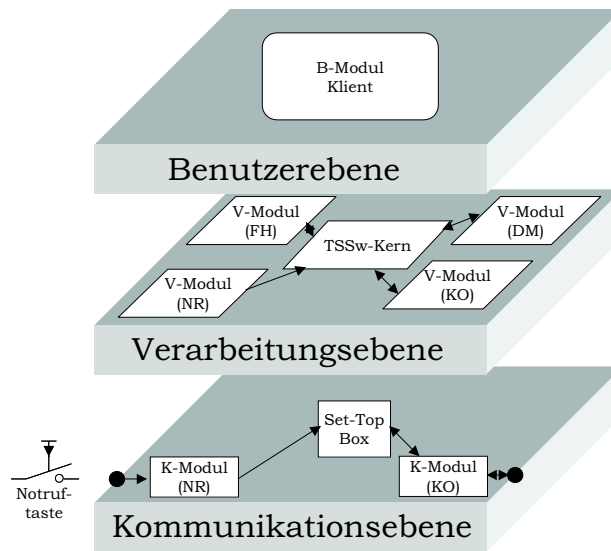 B-Modul
Klient
Benutzerebene
V-Modul
(FH)
V-Modul
(DM)
TSSw-Kern
V-Modul
(NR)
V-Modul
(KO)
Verarbeitungsebene
Set-Top
Box
K-Modul
(NR)
K-Modul
(KO)
Notruf-
taste
Kommunikationsebene